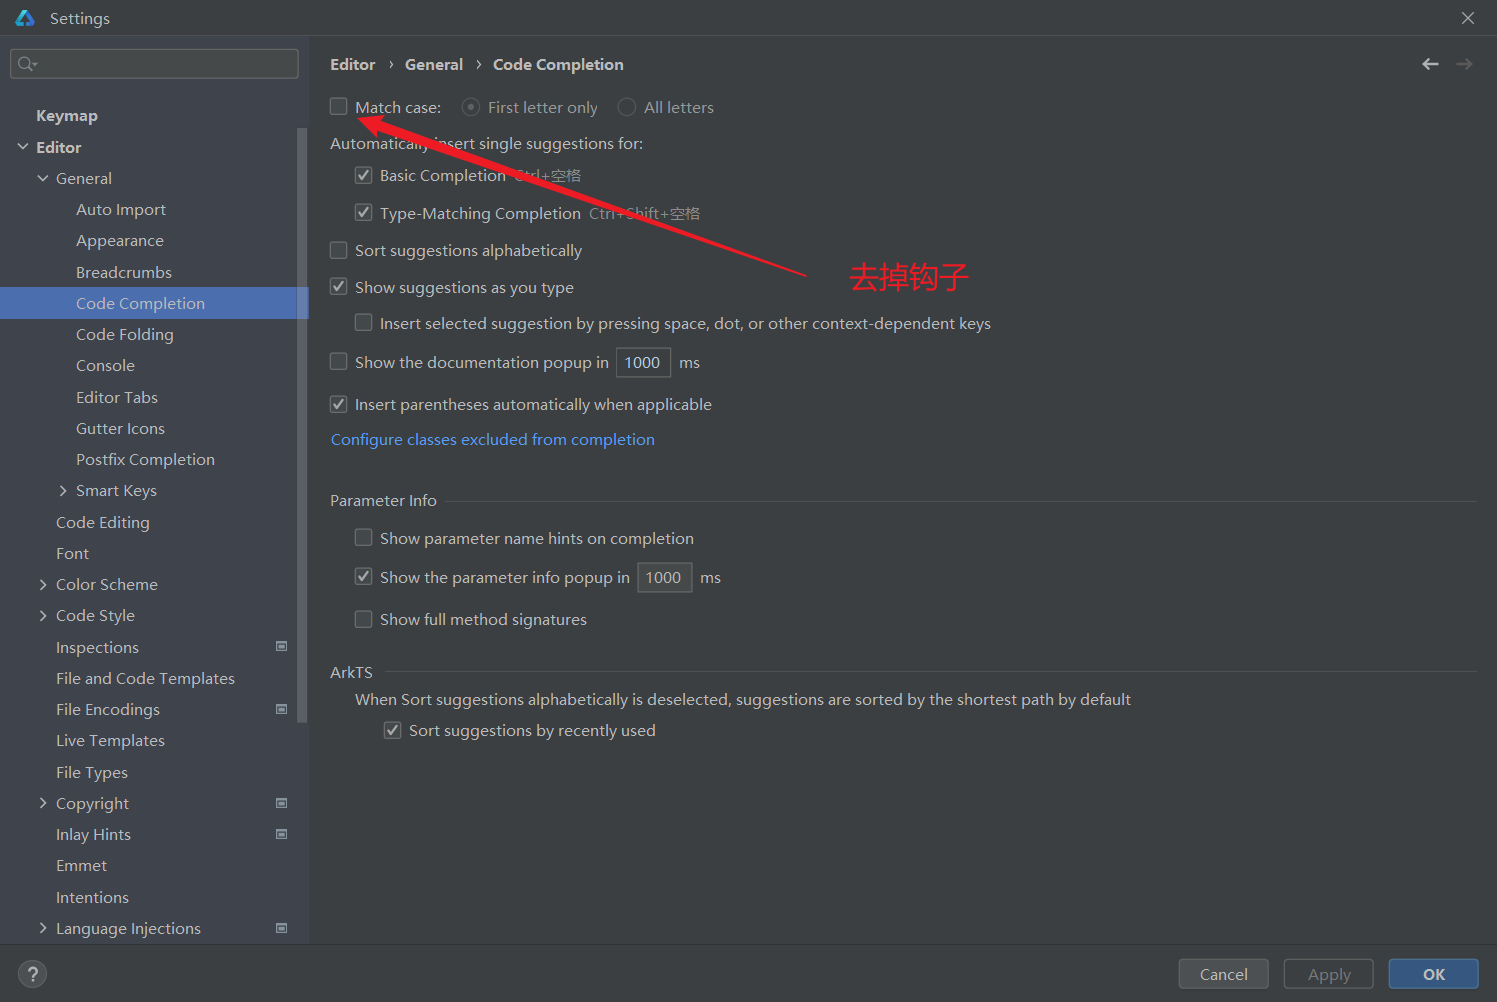 Settings
Keymap
Editor
General
Auto Import
Appearance
Breadcrumbs
Code Completion
Code Folding
Console
Editor Tabs
Gutter Icons
Postfix Completion
Smart Keys
Code Editing
Font
Color Scheme
Code Style
Inspections
File and Code Templates
File Encodings
Live Templates
File Types
Copyright
Inlay Hints
Emmet
Intentions
Language Injections
Editor › General › Code Completion
Match case: First letter only All letters
Automatically insert single suggestions for:
Basic Completion Ctrl+空格
Type-Matching Completion Ctrl+Shift+空格
Sort suggestions alphabetically
去掉钩子
Show suggestions as you type
Insert selected suggestion by pressing space, dot, or other context-dependent keys
Show the documentation popup in 1000 ms
Insert parentheses automatically when applicable
Configure classes excluded from completion
Parameter Info
Show parameter name hints on completion
Show the parameter info popup in 1000 ms
Show full method signatures
ArkTS
When Sort suggestions alphabetically is deselected, suggestions are sorted by the shortest path by default
Sort suggestions by recently used
?
Cancel Apply OK